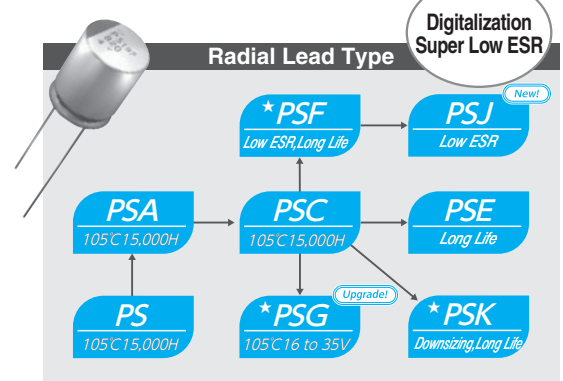 Digitalization
Super Low ESR
Radial Lead Type
New!
★PSF
Low ESR,Long Life
PSJ
Low ESR
PSA
105℃15,000H
PSC
105℃15,000H
PSE
Long Life
Upgrade!
PS
105℃15,000H
★PSG
105℃16 to 35V
★PSK
Downsizing,Long Life